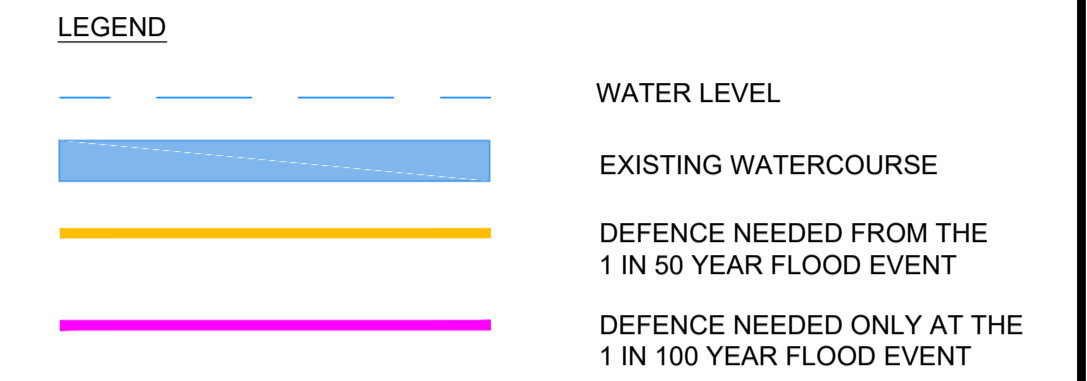 LEGEND
WATER LEVEL
EXISTING WATERCOURSE
DEFENCE NEEDED FROM THE
1 IN 50 YEAR FLOOD EVENT
DEFENCE NEEDED ONLY AT THE
1 IN 100 YEAR FLOOD EVENT